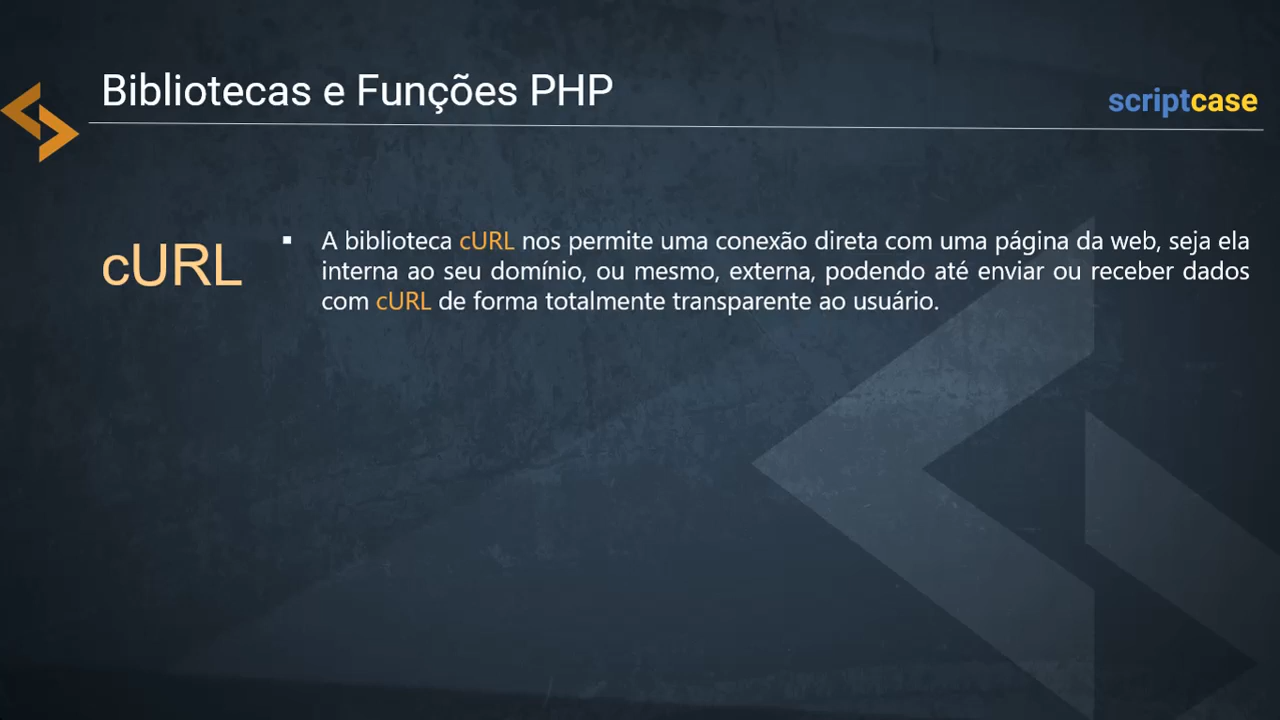 Bibliotecas e Funções PHP
scriptcase
cURL
▪ A biblioteca cURL nos permite uma conexão direta com uma página da web, seja ela
interna ao seu domínio, ou mesmo, externa, podendo até enviar ou receber dados
com cURL de forma totalmente transparente ao usuário.